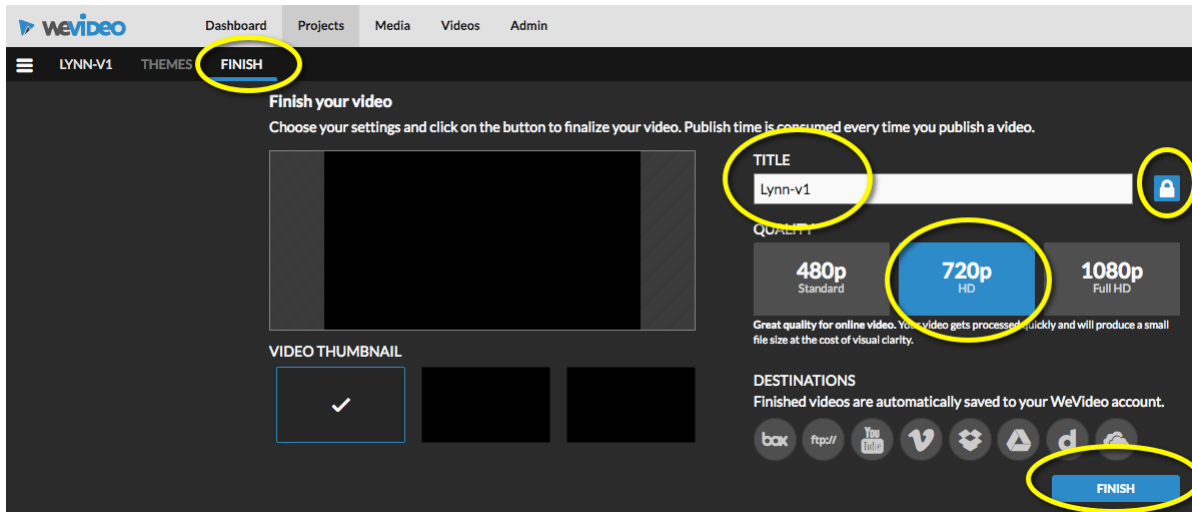 WEVIDEO Dashboard Projects Media Videos Admin
LYNN-V1 THEMES FINISH
Finish your video
Choose your settings and click on the button to finalize your video. Publish time is consumed every time you publish a video.
TITLE
Lynn-v1
QUALITY
480p 720p 1080p
Standard HD Full HD
Great quality for online video. Your video gets processed quickly and will produce a small
file size at the cost of visual clarity.
VIDEO THUMBNAIL
DESTINATIONS
Finished videos are automatically saved to your WeVideo account.
box ftp:// You Tube d
FINISH